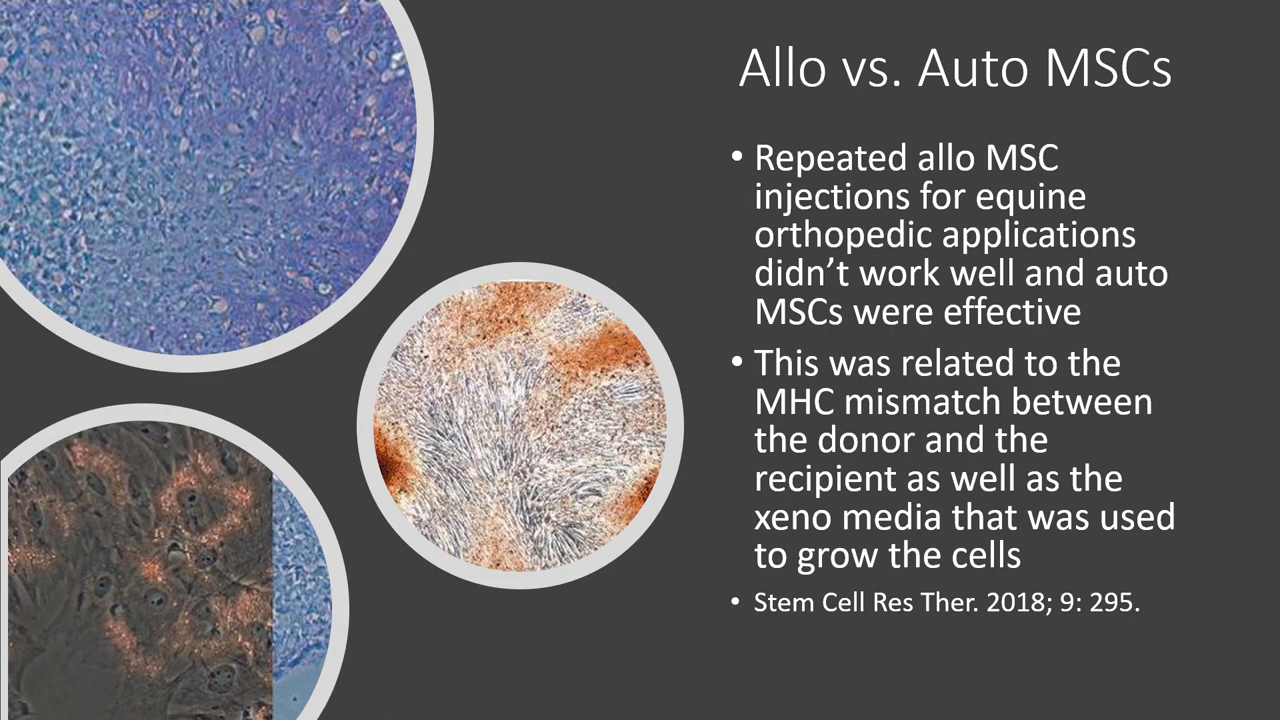 Allo vs. Auto MSCs
• Repeated allo MSC
injections for equine
orthopedic applications
didn’t work well and auto
MSCs were effective
• This was related to the
MHC mismatch between
the donor and the
recipient as well as the
xeno media that was used
to grow the cells
• Stem Cell Res Ther. 2018; 9: 295.